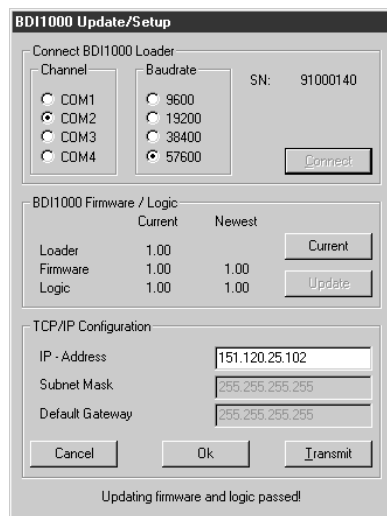 BDI1000 Update/Setup
Connect BDI1000 Loader
Channel
COM1
COM2
COM3
COM4
Baudrate
9600
19200
38400
57600
SN: 91000140
Connect
BDI1000 Firmware / Logic
Current Newest
Loader 1.00
Firmware 1.00 1.00
Logic 1.00 1.00
Current
Update
TCP/IP Configuration
IP - Address 151.120.25.102
Subnet Mask 255.255.255.255
Default Gateway 255.255.255.255
Cancel Ok Transmit
Updating firmware and logic passed!